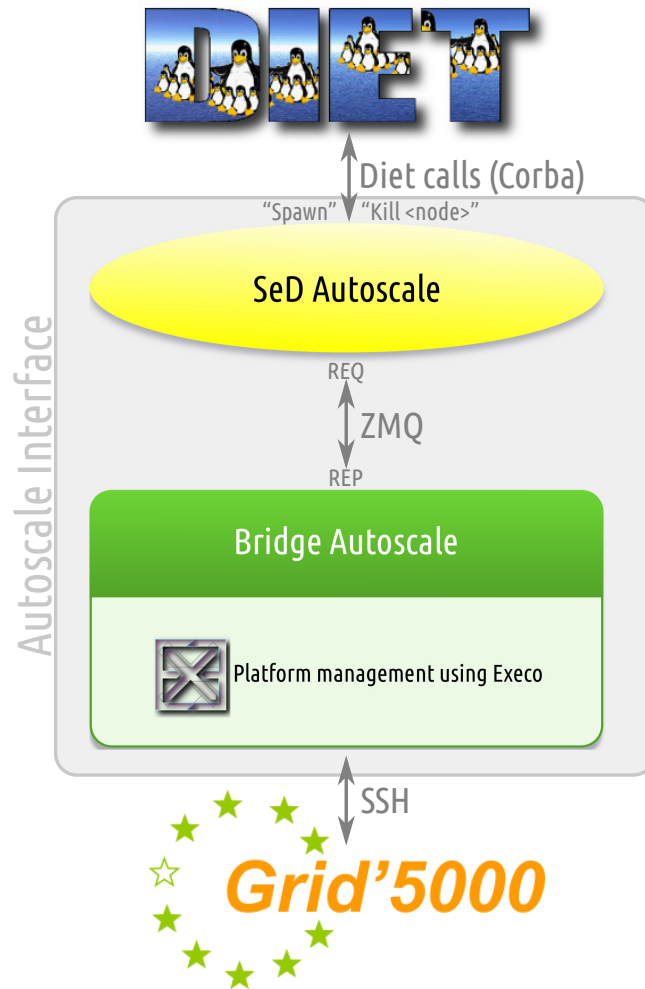 DIET
Diet calls (Corba)
“Spawn” “Kill <node>”
SeD Autoscale
Autoscale Interface
REQ
ZMQ
REP
Bridge Autoscale
Platform management using Execo
SSH
Grid’5000